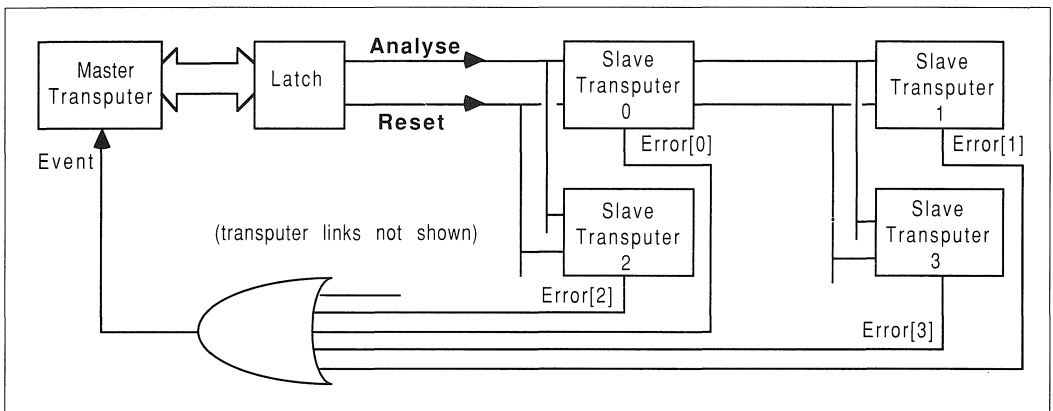 Analyse
Master
Transputer
Latch
Slave
Transputer
0
Slave
Transputer
1
Reset
Event
Error[0]
Error[1]
(transputer links not shown)
Slave
Transputer
2
Slave
Transputer
3
Error[2]
Error[3]